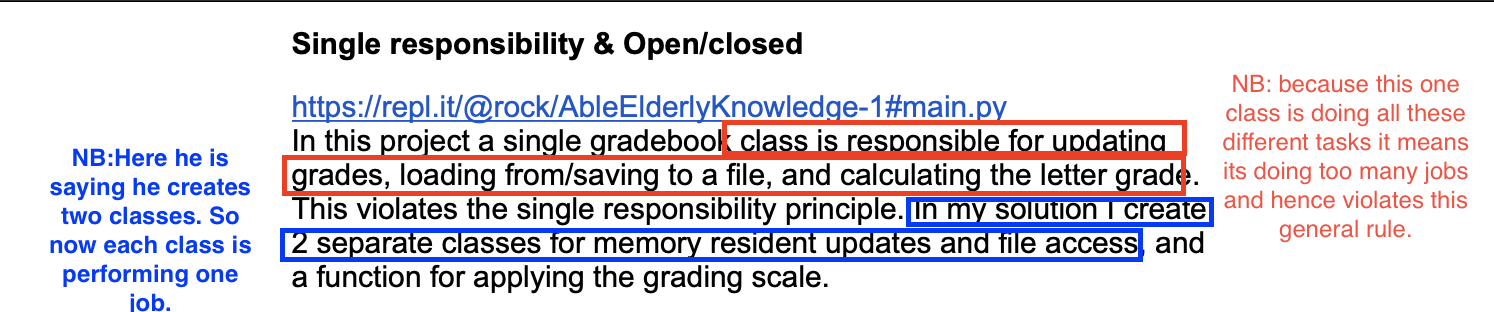 Single responsibility & Open/closed
https://repl.it/@rock/AbleElderlyKnowledge-1#main.py
In this project a single gradebook class is responsible for updating
grades, loading from/saving to a file, and calculating the letter grade.
This violates the single responsibility principle. In my solution I create
2 separate classes for memory resident updates and file access, and
a function for applying the grading scale.
NB:Here he is
saying he creates
two classes. So
now each class is
performing one
job.
NB: because this one
class is doing all these
different tasks it means
its doing too many jobs
and hence violates this
general rule.